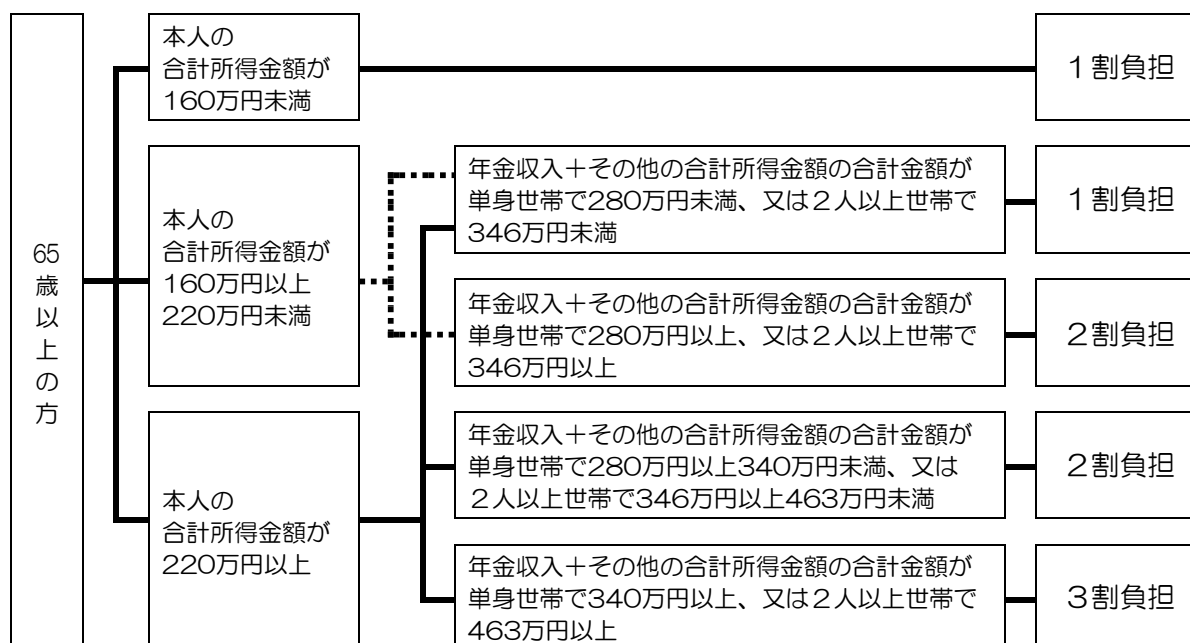 65
歳
以
上
の
方
本人の
合計所得金額が
160万円未満
１割負担
本人の
合計所得金額が
160万円以上
220万円未満
年金収入＋その他の合計所得金額の合計金額が
単身世帯で280万円未満、又は２人以上世帯で
346万円未満
１割負担
年金収入＋その他の合計所得金額の合計金額が
単身世帯で280万円以上、又は２人以上世帯で
346万円以上
２割負担
本人の
合計所得金額が
220万円以上
年金収入＋その他の合計所得金額の合計金額が
単身世帯で280万円以上340万円未満、又は
２人以上世帯で346万円以上463万円未満
２割負担
年金収入＋その他の合計所得金額の合計金額が
単身世帯で340万円以上、又は２人以上世帯で
463万円以上
３割負担